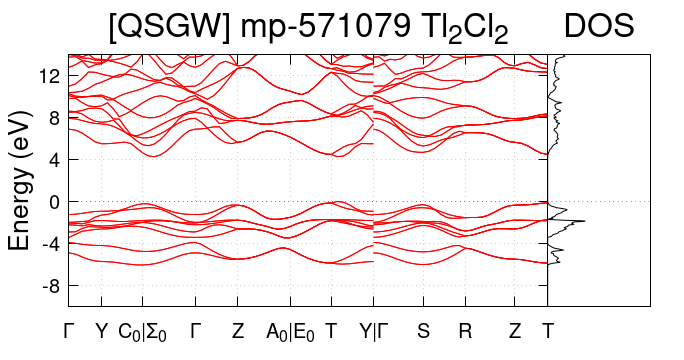 [QSGW] mp-571079 Tl₂Cl₂ DOS
Energy (eV)
12
8
4
0
-4
-8
Γ Y C₀|Σ₀ Γ Z A₀|E₀ T Y|Γ S R Z T